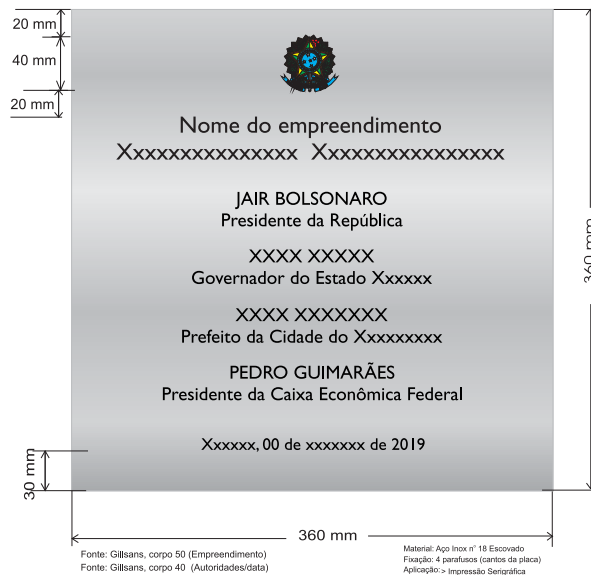 20 mm
40 mm
20 mm
Nome do empreendimento
Xxxxxxxxxxxxxxx Xxxxxxxxxxxxxxxx
JAIR BOLSONARO
Presidente da República
XXXX XXXXX
Governador do Estado Xxxxxx
XXXX XXXXXXX
Prefeito da Cidade do Xxxxxxxxx
PEDRO GUIMARÃES
Presidente da Caixa Econômica Federal
Xxxxxx, 00 de xxxxxxx de 2019
30 mm
360 mm
360 mm
Fonte: Gillsans, corpo 50 (Empreendimento)
Fonte: Gillsans, corpo 40 (Autoridades/data)
Material: Aço Inox n° 18 Escovado
Fixação: 4 parafusos (cantos da placa)
Aplicação: > Impressão Serigráfica